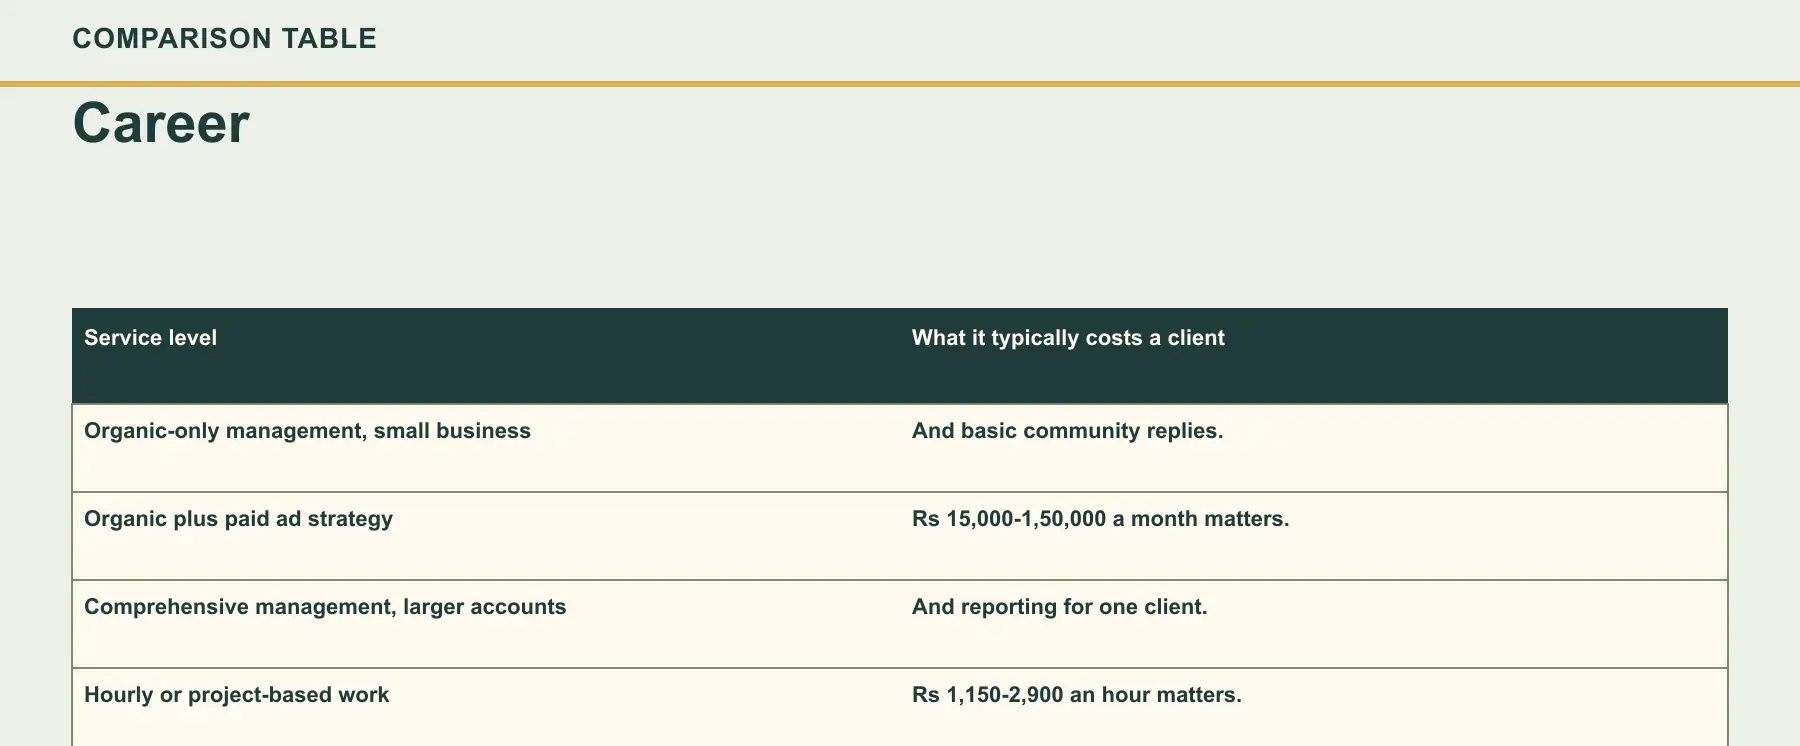 COMPARISON TABLE
Career
Service level What it typically costs a client
Organic-only management, small business And basic community replies.
Organic plus paid ad strategy Rs 15,000-1,50,000 a month matters.
Comprehensive management, larger accounts And reporting for one client.
Hourly or project-based work Rs 1,150-2,900 an hour matters.